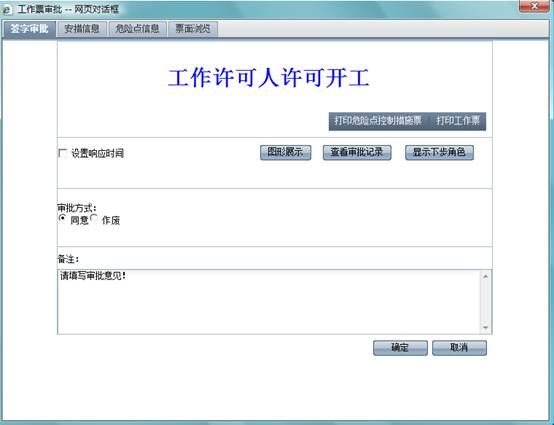 工作票审批 -- 网页对话框
签字审批 安措信息 危险点信息 票面浏览
工作许可人许可开工
打印危险点控制措施票 打印工作票
设置响应时间 图形展示 查看审批记录 显示下步角色
审批方式:
同意 作废
备注:
请填写审批意见!
确定 取消